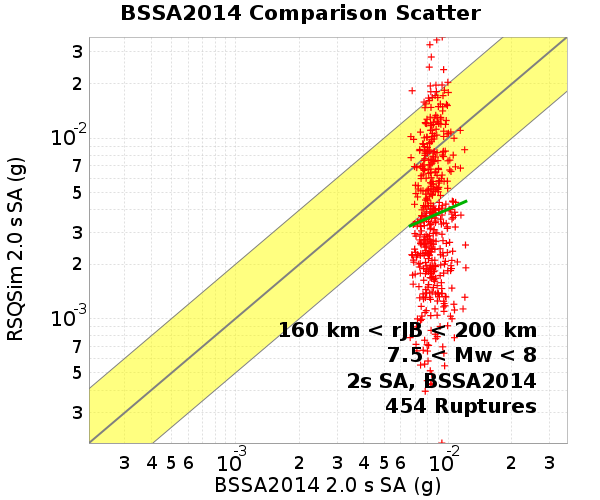 BSSA2014 Comparison Scatter
RSQSim 2.0 s SA (g)
3
2
10-2
7
5
3
2
10-3
7
5
3
160 km < rJB < 200 km
7.5 < Mw < 8
2s SA, BSSA2014
454 Ruptures
3 4 5 6 10-3 2 3 4 5 6 10-2 2 3
BSSA2014 2.0 s SA (g)